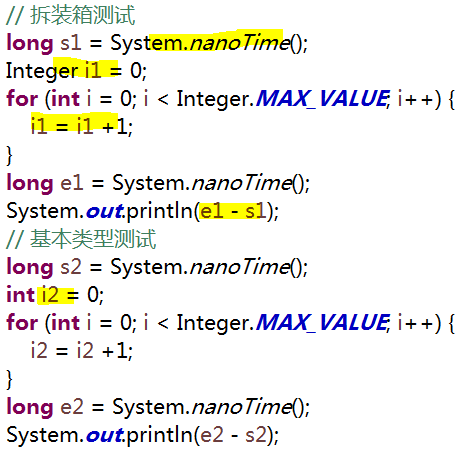 // 拆装箱测试
long s1 = System.nanoTime();
Integer i1 = 0;
for (int i = 0; i < Integer.MAX_VALUE; i++) {
i1 = i1 +1;
}
long e1 = System.nanoTime();
System.out.println(e1 - s1);
// 基本类型测试
long s2 = System.nanoTime();
int i2 = 0;
for (int i = 0; i < Integer.MAX_VALUE; i++) {
i2 = i2 +1;
}
long e2 = System.nanoTime();
System.out.println(e2 - s2);